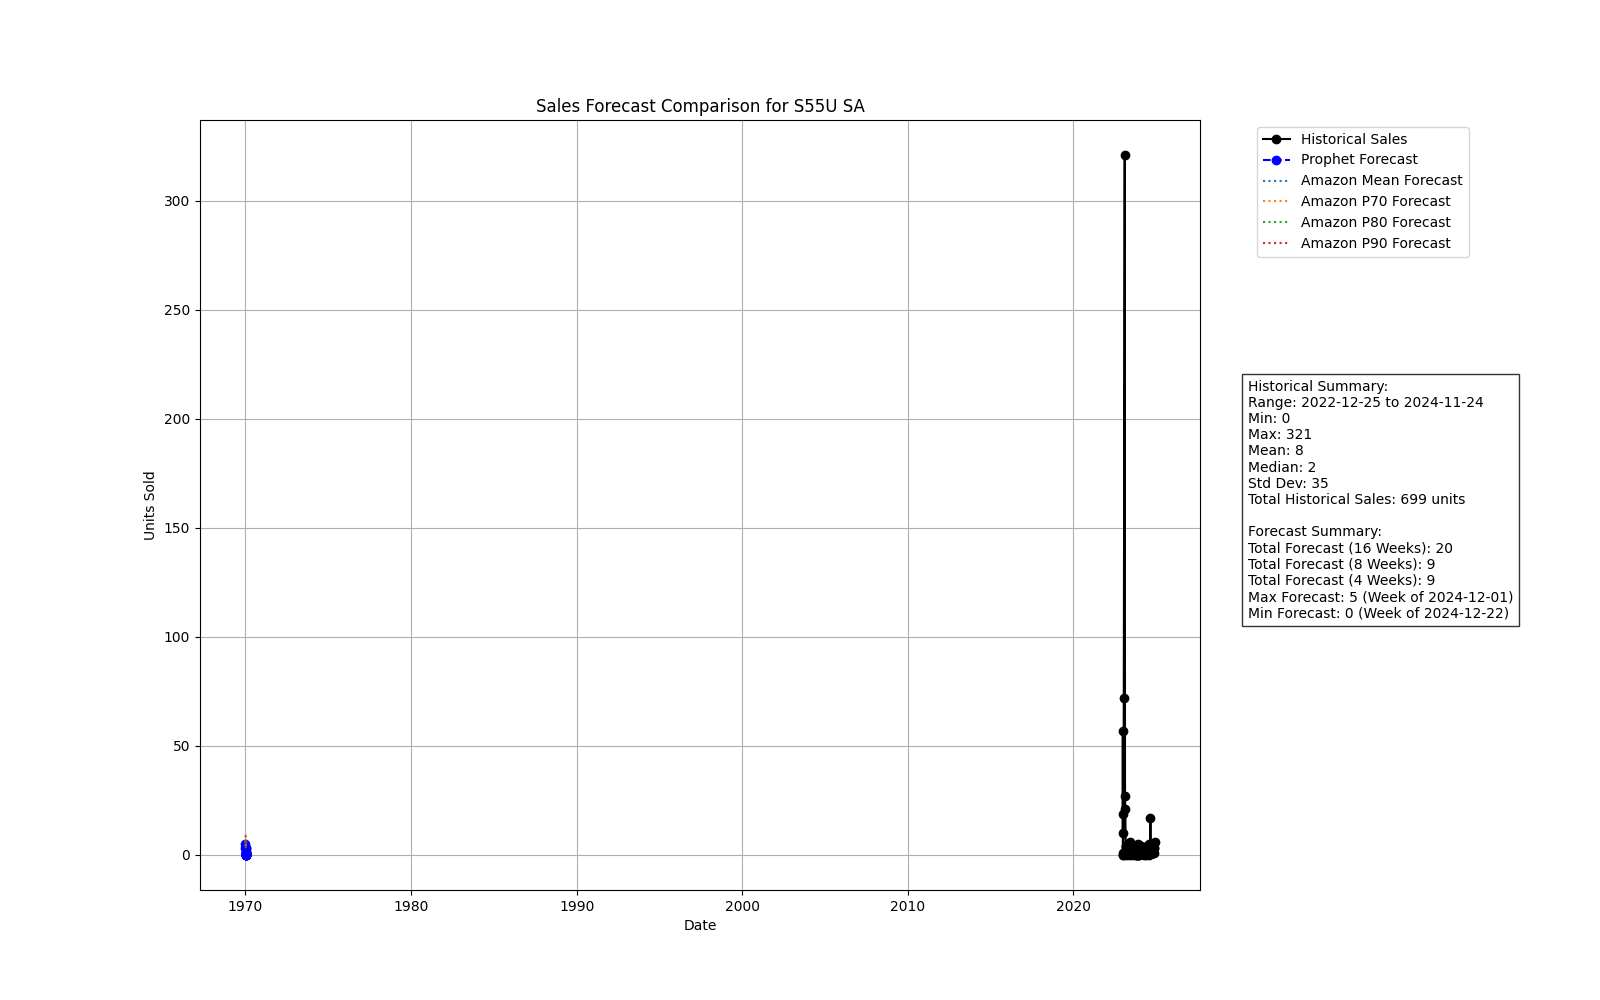 Sales Forecast Comparison for S55U SA
Historical Sales
Prophet Forecast
Amazon Mean Forecast
Amazon P70 Forecast
Amazon P80 Forecast
Amazon P90 Forecast
300
250
200
150
100
50
0
Units Sold
1970
1980
1990
2000
2010
2020
Date
Historical Summary:
Range: 2022-12-25 to 2024-11-24
Min: 0
Max: 321
Mean: 8
Median: 2
Std Dev: 35
Total Historical Sales: 699 units
Forecast Summary:
Total Forecast (16 Weeks): 20
Total Forecast (8 Weeks): 9
Total Forecast (4 Weeks): 9
Max Forecast: 5 (Week of 2024-12-01)
Min Forecast: 0 (Week of 2024-12-22)